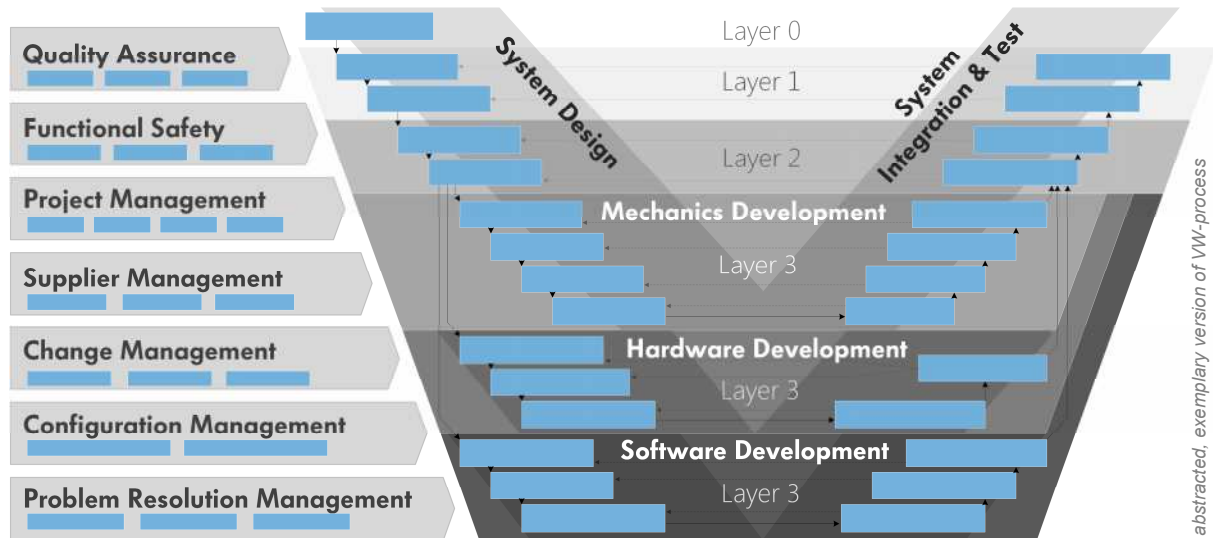 Quality Assurance
Functional Safety
Project Management
Supplier Management
Change Management
Configuration Management
Problem Resolution Management
System Design
System
Integration & Test
Layer 0
Layer 1
Layer 2
Mechanics Development
Layer 3
Hardware Development
Layer 3
Software Development
Layer 3
abstracted, exemplary version of VW-process